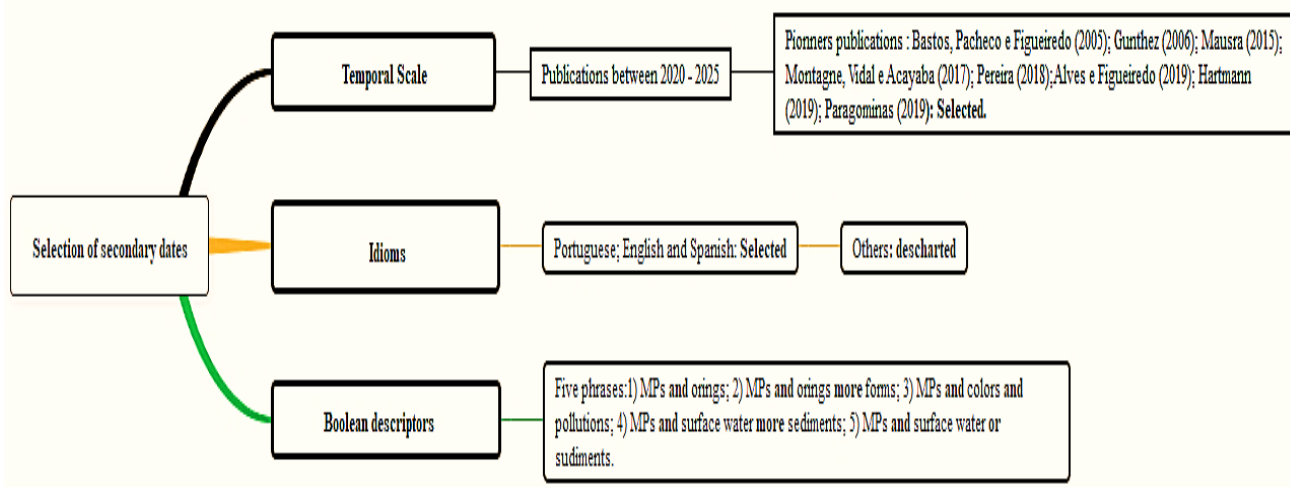 Selection of secondary dates
Temporal Scale
Publications between 2020 - 2025
Pionners publications : Bastos, Pacheco e Figueiredo (2005); Gunthez (2006); Mausra (2015);
Montagne, Vidal e Acayaba (2017); Pereira (2018);Alves e Figueiredo (2019); Hartmann
(2019); Paragominas (2019): Selected.
Idioms
Portuguese; English and Spanish: Selected
Others: descharted
Boolean descriptors
Five phrases:1) MPs and orings; 2) MPs and orings more forms; 3) MPs and colors and
pollutions; 4) MPs and surface water more sediments; 5) MPs and surface water or
sudiments.